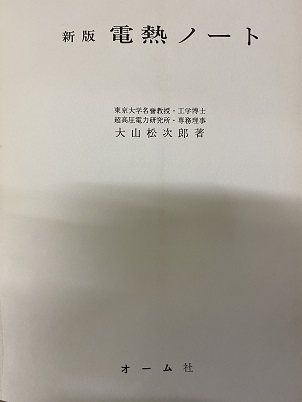 新版 電熱ノート
東京大学名誉教授・工学博士
超高圧電力研究所・専務理事
大山松次郎著
オーム社